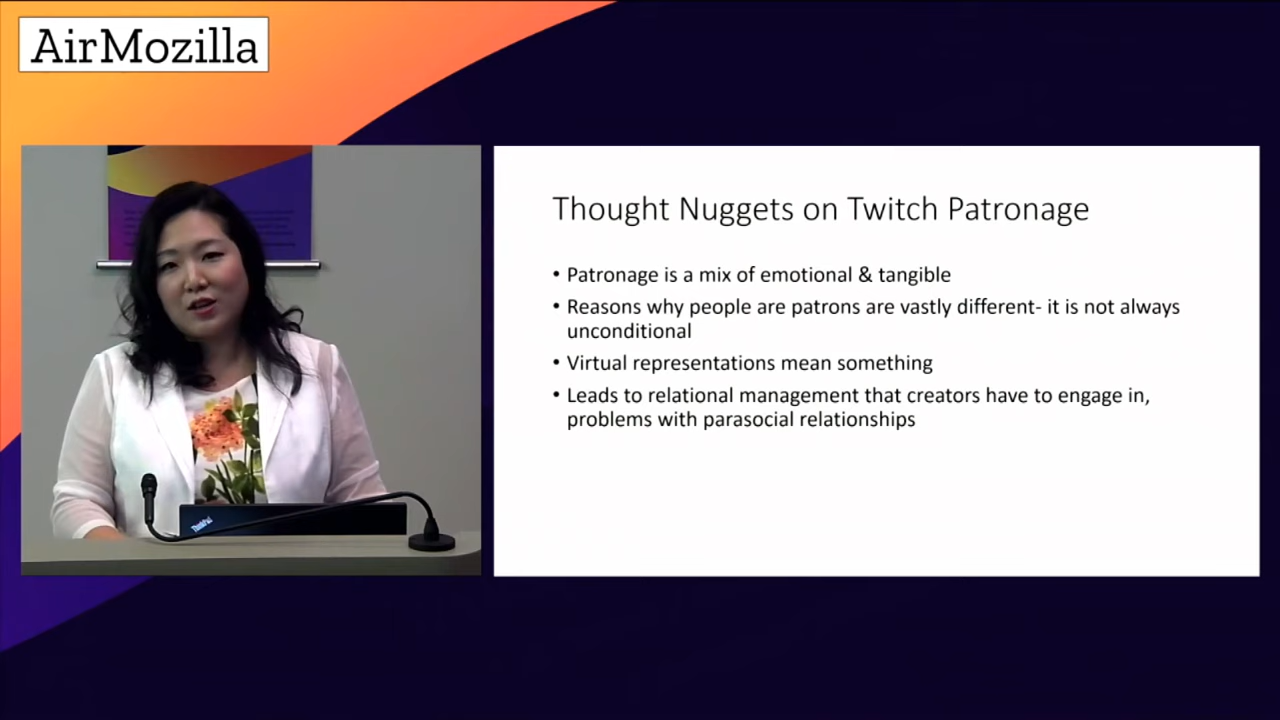 AirMozilla
Thought Nuggets on Twitch Patronage
• Patronage is a mix of emotional & tangible
• Reasons why people are patrons are vastly different- it is not always
unconditional
• Virtual representations mean something
• Leads to relational management that creators have to engage in,
problems with parasocial relationships
ThinkPad